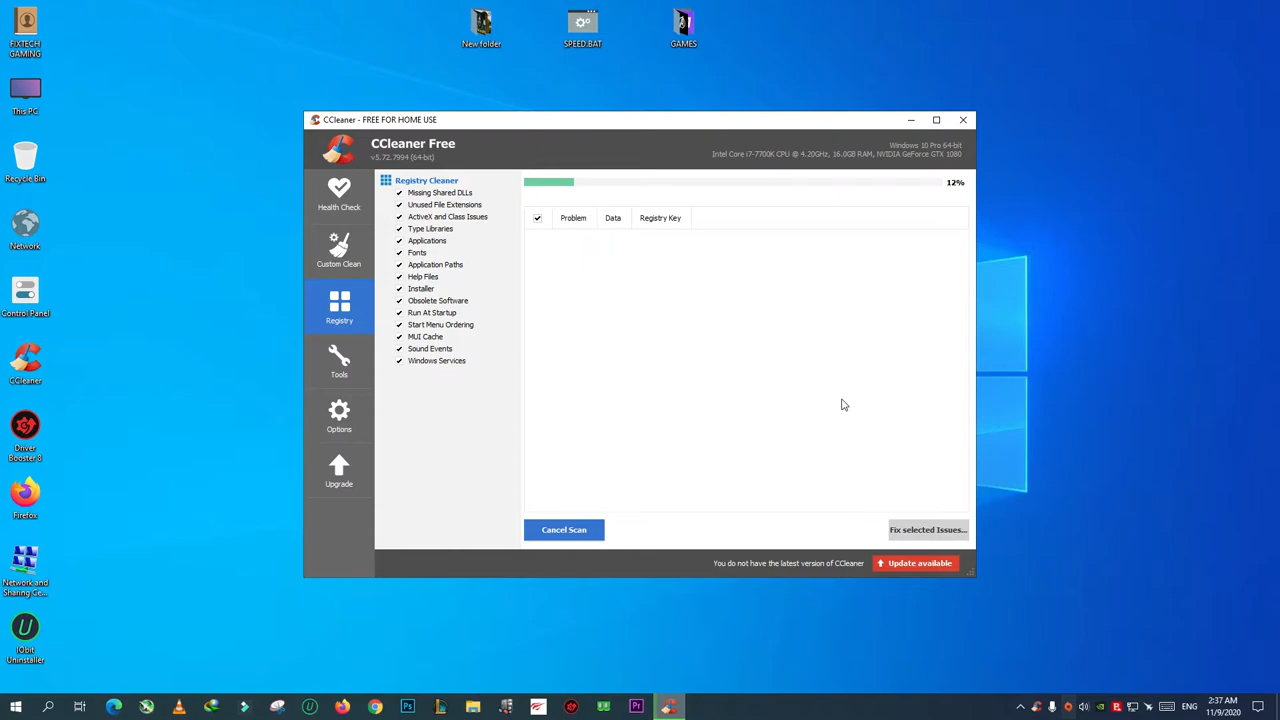 FIXTECH
GAMING
This PC
Recycle Bin
Network
Control Panel
CCleaner
Driver
Booster 8
Firefox
Network and
Sharing Ce...
IObit
Uninstaller
New folder
SPEED.BAT
GAMES
CCleaner - FREE FOR HOME USE
CCleaner Free
v5.72.7994 (64-bit)
Windows 10 Pro 64-bit
Intel Core i7-7700K CPU @ 4.20GHz, 16.0GB RAM, NVIDIA GeForce GTX 1080
Health Check
Custom Clean
Registry
Tools
Options
Upgrade
Registry Cleaner
Missing Shared DLLs
Unused File Extensions
ActiveX and Class Issues
Type Libraries
Applications
Fonts
Application Paths
Help Files
Installer
Obsolete Software
Run At Startup
Start Menu Ordering
MUI Cache
Sound Events
Windows Services
12%
Problem Data Registry Key
Cancel Scan
Fix selected Issues...
You do not have the latest version of CCleaner
Update available
ENG
2:37 AM
11/9/2020